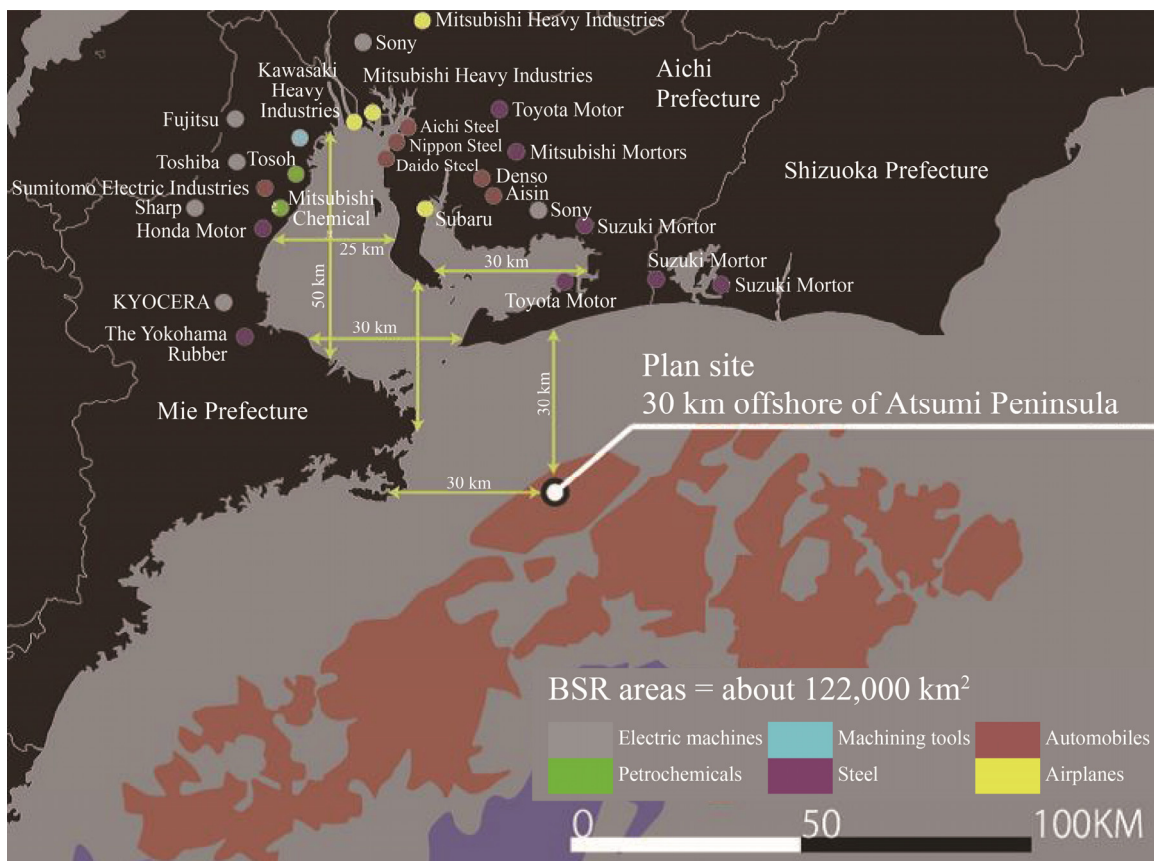 Mitsubishi Heavy Industries
Sony
Kawasaki
Heavy
Industries
Mitsubishi Heavy Industries
Aichi
Prefecture
Fujitsu
Toyota Motor
Aichi Steel
Nippon Steel
Daido Steel
Mitsubishi Mortors
Toshiba
Tosoh
Denso
Shizuoka Prefecture
Sumitomo Electric Industries
Aisin
Sharp
Mitsubishi
Chemical
Subaru
Sony
Honda Motor
Suzuki Mortor
25 km
50 km
30 km
Suzuki Mortor
Suzuki Mortor
KYOCERA
Toyota Motor
The Yokohama
Rubber
30 km
30 km
Plan site
30 km offshore of Atsumi Peninsula
Mie Prefecture
30 km
BSR areas = about 122,000 km²
Electric machines
Machining tools
Automobiles
Petrochemicals
Steel
Airplanes
0 50 100KM